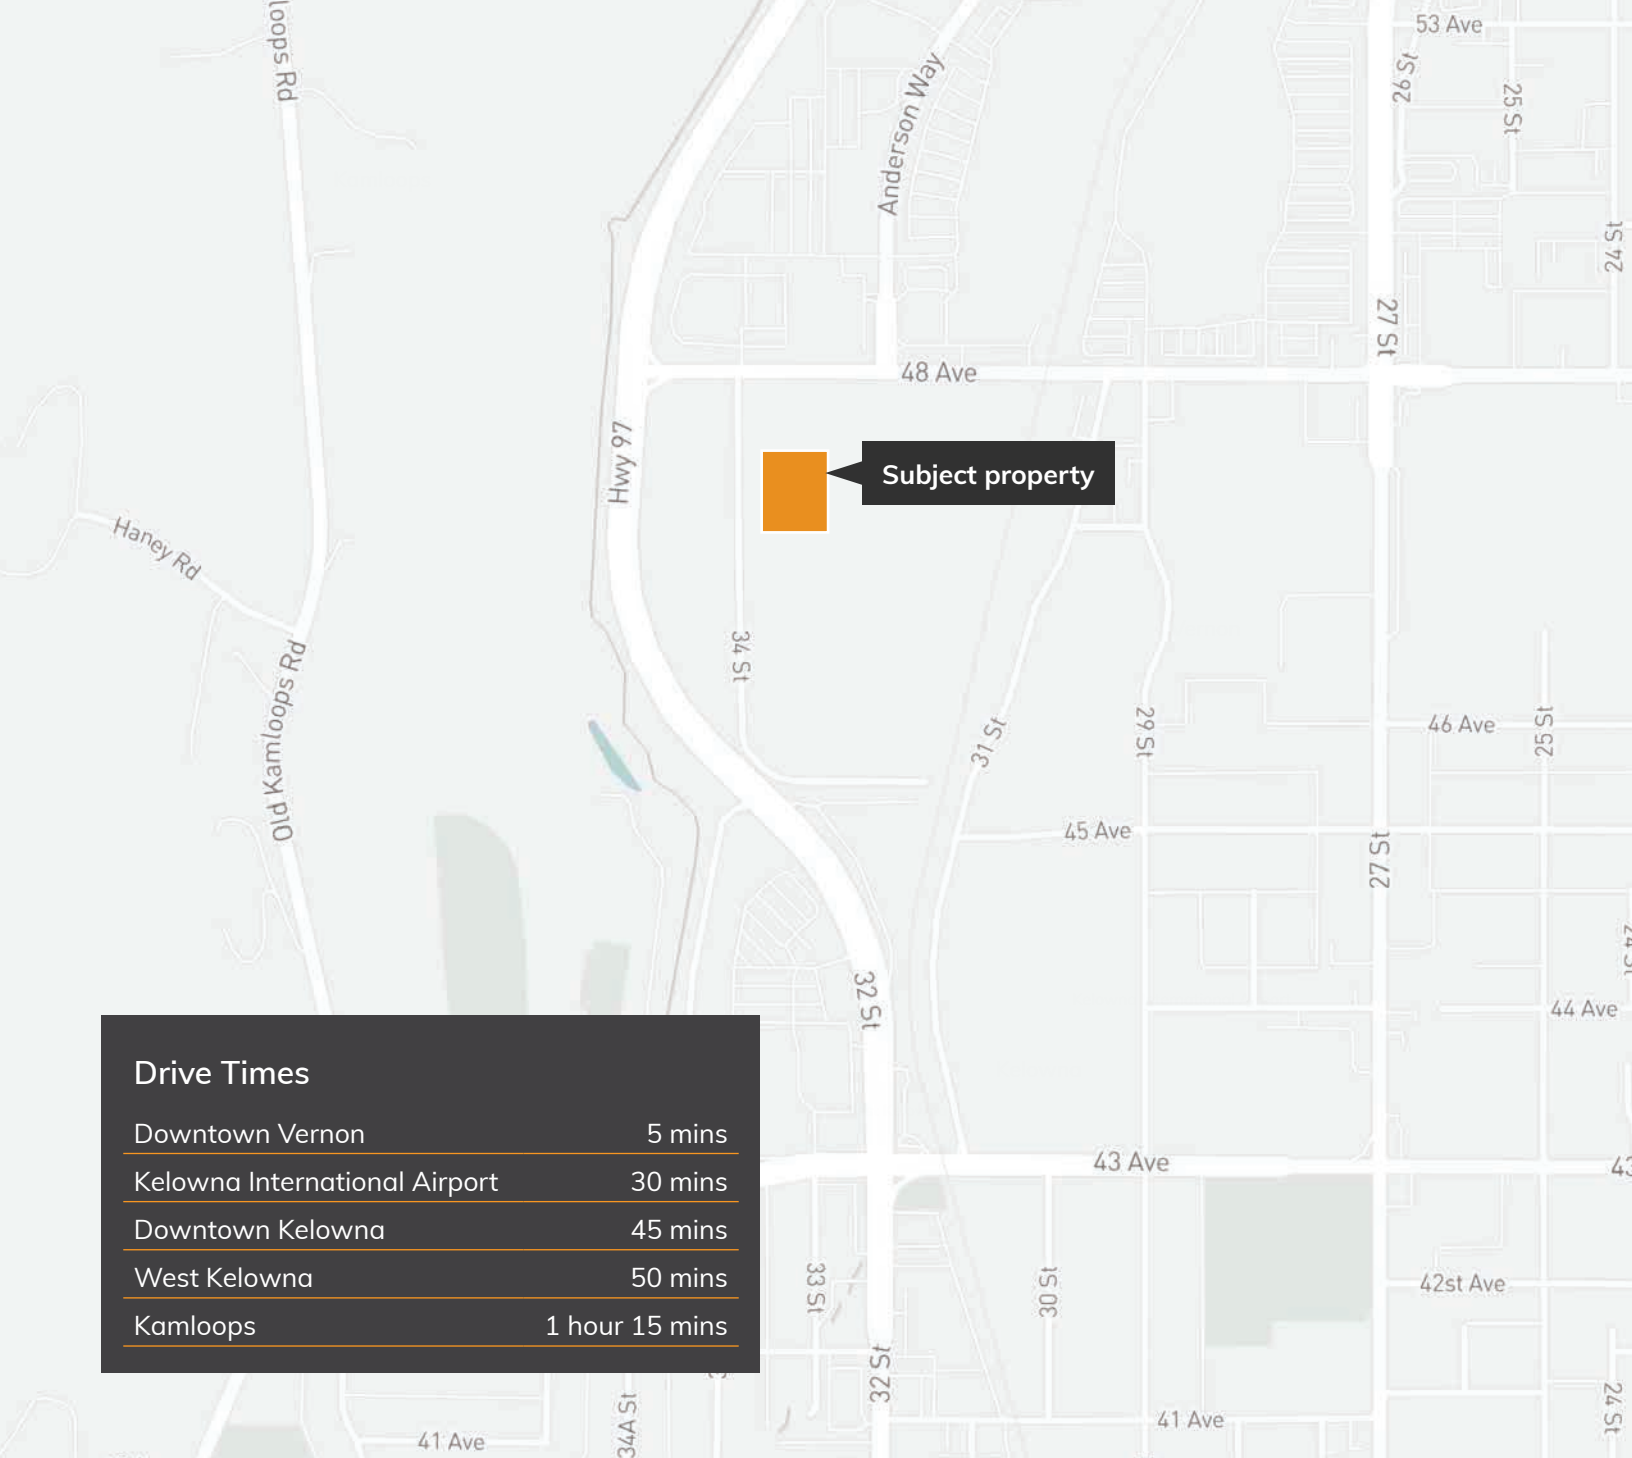 loops Rd
53 Ave
26 St
25 St
Anderson Way
24 St
27 St
48 Ave
Hwy 97
Subject property
Haney Rd
34 St
Old Kamloops Rd
31 St
29 St
46 Ave
25 St
45 Ave
27 St
32 St
24 St
44 Ave
Drive Times
Downtown Vernon 5 mins
Kelowna International Airport 30 mins
Downtown Kelowna 45 mins
West Kelowna 50 mins
Kamloops 1 hour 15 mins
43 Ave
43
33 St
30 St
42st Ave
32 St
34A St
41 Ave
41 Ave
24 St